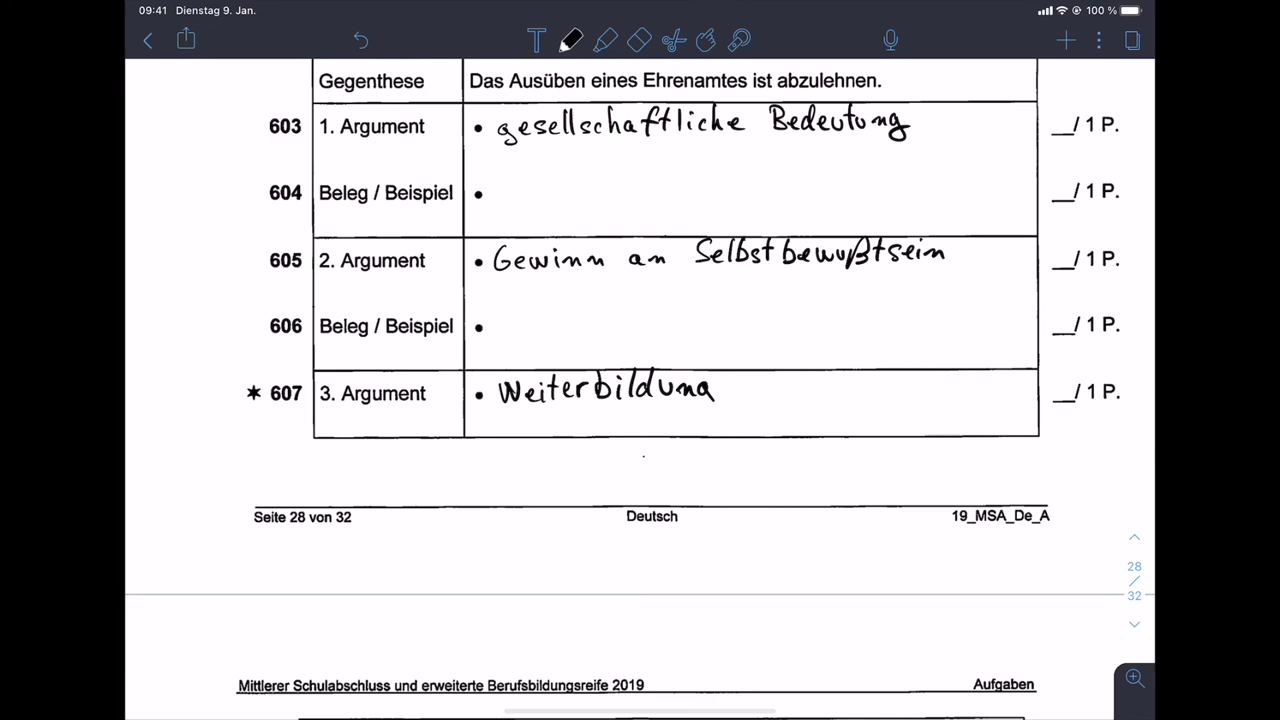 09:41 Dienstag 9. Jan.
100 %
Gegenthese Das Ausüben eines Ehrenamtes ist abzulehnen.
603 1. Argument • gesellschaftliche Bedeutung __/ 1 P.
604 Beleg / Beispiel • __/ 1 P.
605 2. Argument • Gewinn an Selbstbewußtsein __/ 1 P.
606 Beleg / Beispiel • __/ 1 P.
★ 607 3. Argument • Weiterbildung __/ 1 P.
Seite 28 von 32 Deutsch 19_MSA_De_A
28
/
32
Mittlerer Schulabschluss und erweiterte Berufsbildungsreife 2019 Aufgaben